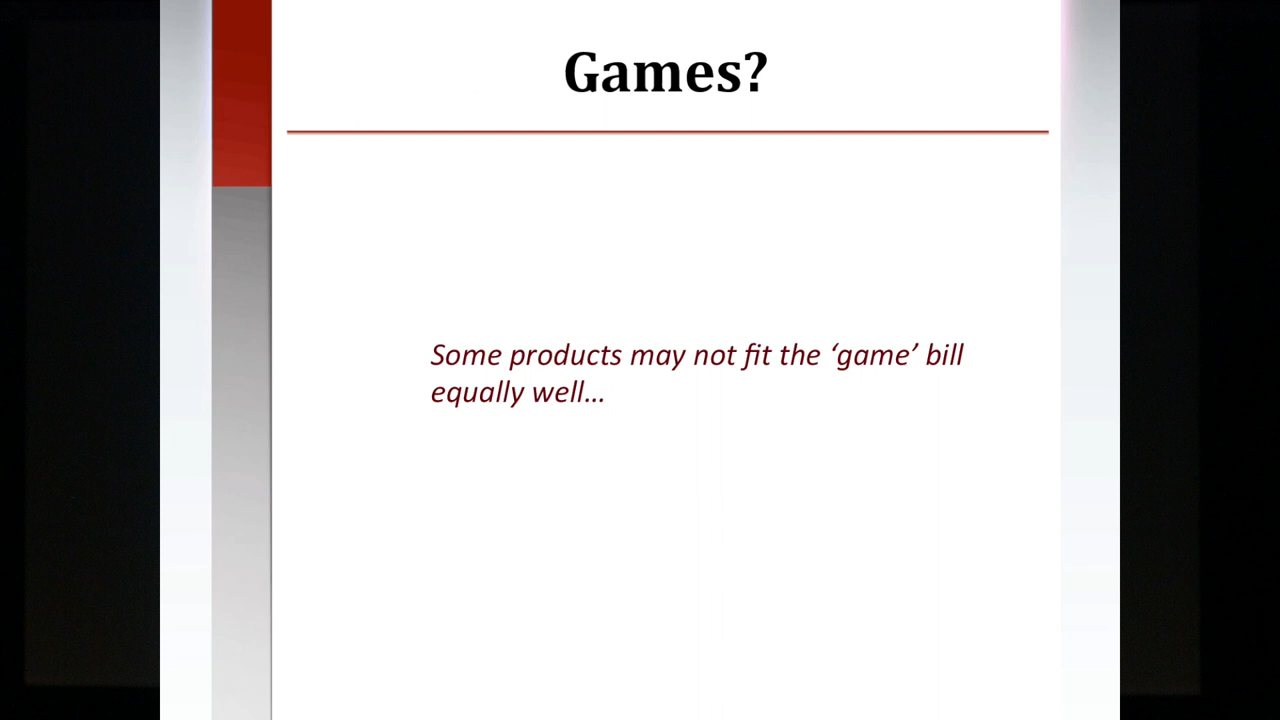 Games?
Some products may not fit the ‘game’ bill
equally well…